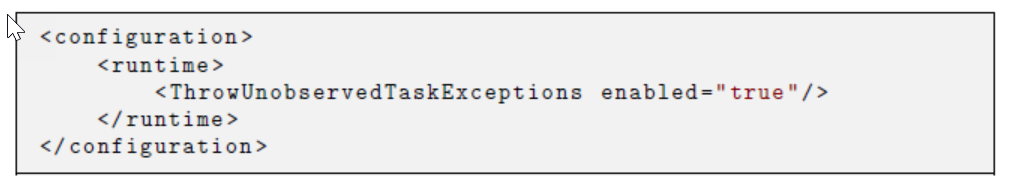 <configuration>
    <runtime>
        <ThrowUnobservedTaskExceptions enabled="true"/>
    </runtime>
</configuration>